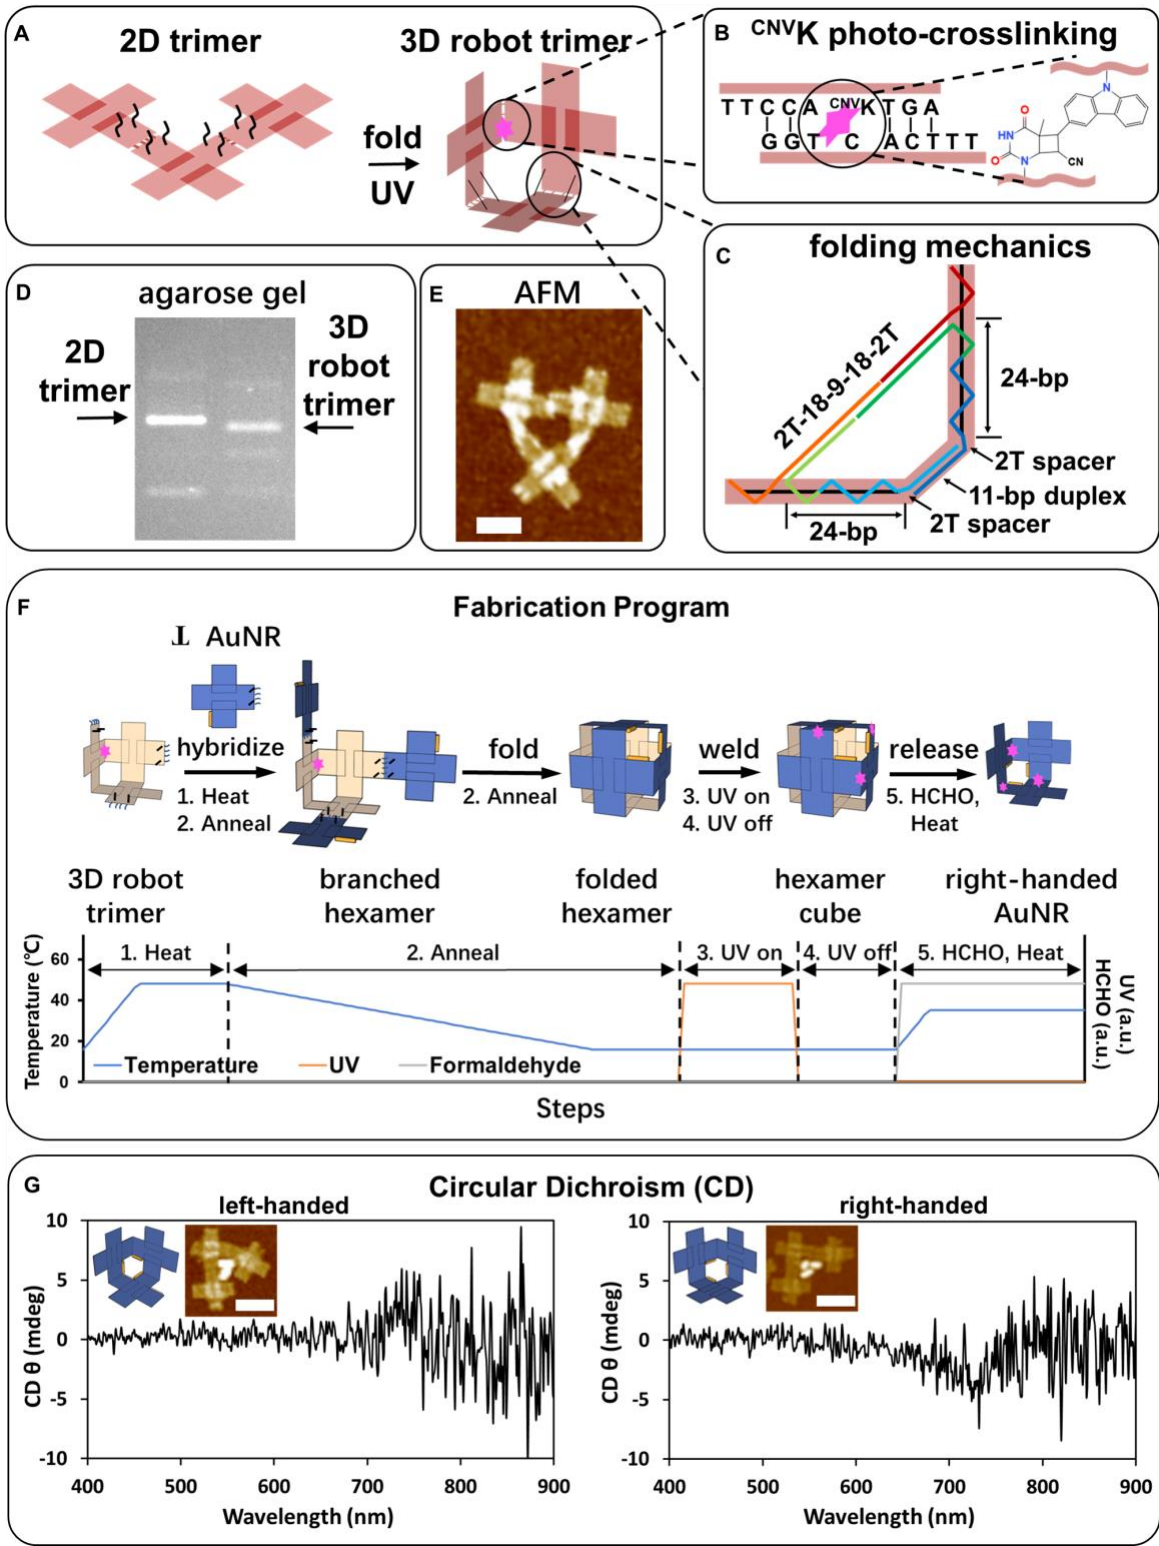 A
2D trimer
3D robot trimer
fold
UV
B
CNVK photo-crosslinking
TTCCA CNVKTGA
GGT C ACTTT
O
HN
O
N
N
CN
C
folding mechanics
2T-18-9-18-2T
24-bp
2T spacer
11-bp duplex
2T spacer
24-bp
D
agarose gel
2D
trimer
3D
robot
trimer
E
AFM
F
Fabrication Program
AuNR
hybridize
1. Heat
2. Anneal
fold
2. Anneal
weld
3. UV on
4. UV off
release
5. HCHO,
Heat
3D robot
trimer
branched
hexamer
folded
hexamer
hexamer
cube
right-handed
AuNR
1. Heat
2. Anneal
3. UV on
4. UV off
5. HCHO, Heat
Temperature (℃)
60
40
20
0
Temperature
UV
Formaldehyde
UV (a.u.)
HCHO (a.u.)
Steps
G
Circular Dichroism (CD)
left-handed
CD θ (mdeg)
10
5
0
-5
-10
400 500 600 700 800 900
Wavelength (nm)
right-handed
CD θ (mdeg)
10
5
0
-5
-10
400 500 600 700 800 900
Wavelength (nm)